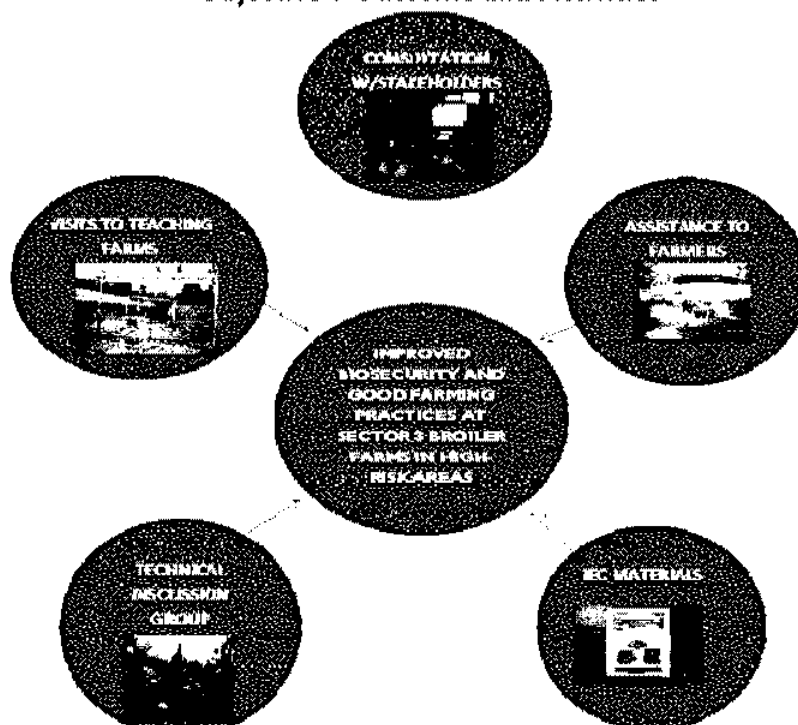 CONSULTATION
W/STAKEHOLDERS
VISITS TO TEACHING
FARMS
ASSISTANCE TO
FARMERS
IMPROVED
BIOSECURITY AND
GOOD FARMING
PRACTICES AT
SECTOR 3 BROILER
FARMS IN HIGH-
RISK AREAS
TECHNICAL
DISCUSSION
GROUP
IEC MATERIALS